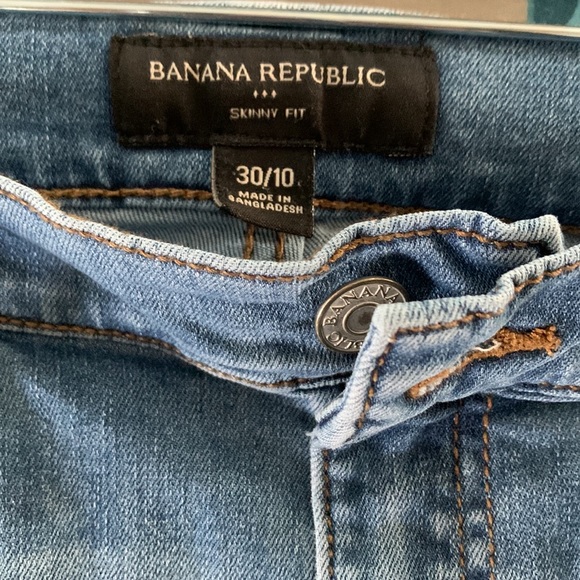 BANANA REPUBLIC
SKINNY FIT
30/10
MADE IN
BANGLADESH
BANANA